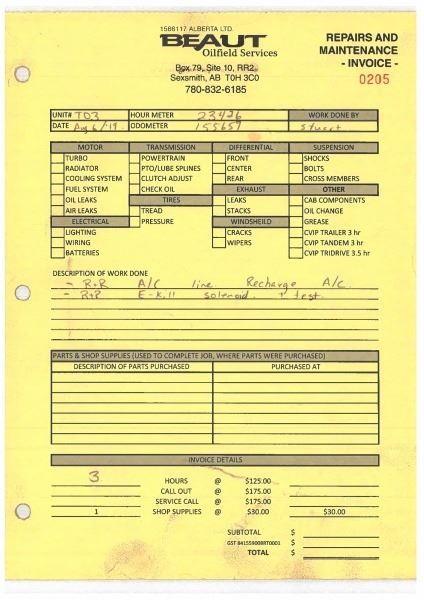 1566117 ALBERTA LTD.
BEAUT
Oilfield Services
Box 79, Site 10, RR2
Sexsmith, AB T0H 3C0
780-832-6185
REPAIRS AND
MAINTENANCE
- INVOICE -
0205
UNIT# T03 HOUR METER 23426 WORK DONE BY
DATE Aug 6/19 ODOMETER 155657 Stuart
MOTOR TRANSMISSION DIFFERENTIAL SUSPENSION
TURBO POWERTRAIN FRONT SHOCKS
RADIATOR PTO/LUBE SPLINES CENTER BOLTS
COOLING SYSTEM CLUTCH ADJUST REAR CROSS MEMBERS
FUEL SYSTEM CHECK OIL EXHAUST OTHER
OIL LEAKS TIRES LEAKS CAB COMPONENTS
AIR LEAKS TREAD STACKS OIL CHANGE
ELECTRICAL PRESSURE WINDSHEILD GREASE
LIGHTING CRACKS CVIP TRAILER 3 hr
WIRING WIPERS CVIP TANDEM 3 hr
BATTERIES CVIP TRIDRIVE 3.5 hr
DESCRIPTION OF WORK DONE
- R+R A/C line. Recharge A/C.
- R+R E-Kill solenoid. + test.
PARTS & SHOP SUPPLIES (USED TO COMPLETE JOB, WHERE PARTS WERE PURCHASED)
DESCRIPTION OF PARTS PURCHASED PURCHASED AT
INVOICE DETAILS
3 HOURS @ $125.00
CALL OUT @ $175.00
SERVICE CALL @ $175.00
1 SHOP SUPPLIES @ $30.00 $30.00
SUBTOTAL $
GST 841559008RT0001 $
TOTAL $